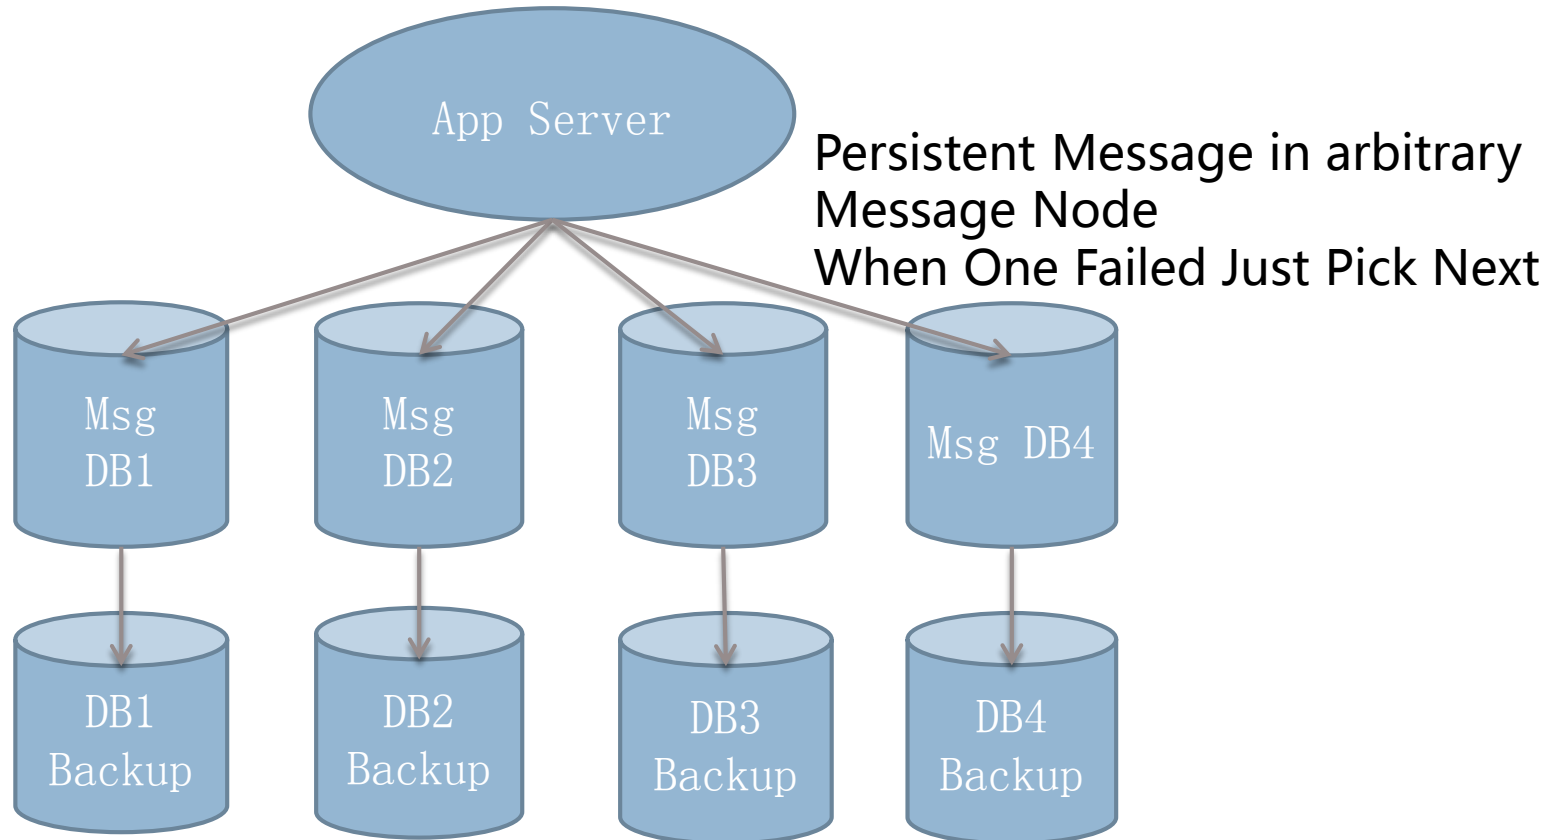 App Server
Persistent Message in arbitrary
Message Node
When One Failed Just Pick Next
Msg
DB1
Msg
DB2
Msg
DB3
Msg DB4
DB1
Backup
DB2
Backup
DB3
Backup
DB4
Backup